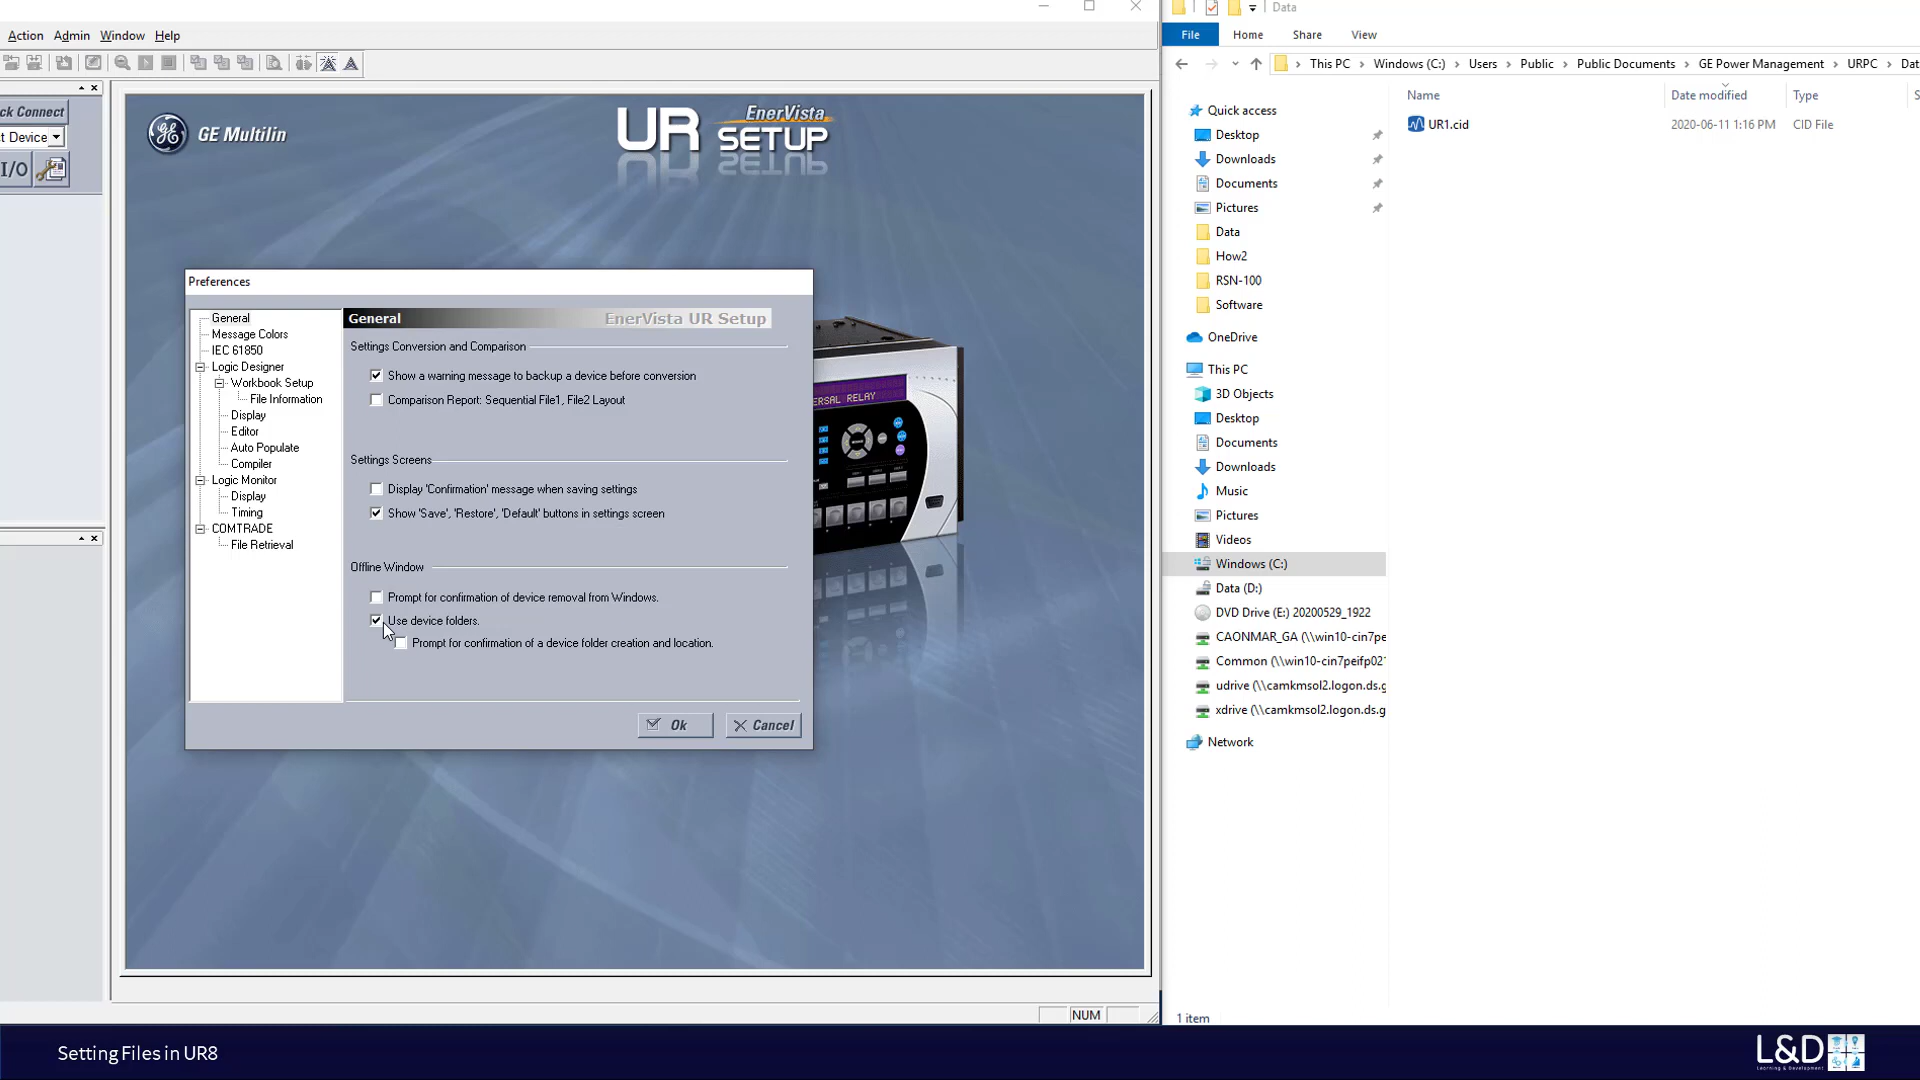 Action Admin Window Help
ck Connect
t Device
I/O
GE Multilin
EnerVista
UR SETUP
ERSAL RELAY
Preferences
General
Message Colors
IEC 61850
Logic Designer
Workbook Setup
File Information
Display
Editor
Auto Populate
Compiler
Logic Monitor
Display
Timing
COMTRADE
File Retrieval
General EnerVista UR Setup
Settings Conversion and Comparison
Show a warning message to backup a device before conversion
Comparison Report: Sequential File1, File2 Layout
Settings Screens
Display 'Confirmation' message when saving settings
Show 'Save', 'Restore', 'Default' buttons in settings screen
Offline Window
Prompt for confirmation of device removal from Windows.
Use device folders.
Prompt for confirmation of a device folder creation and location.
Ok Cancel
NUM
Data
File Home Share View
This PC Windows (C:) Users Public Public Documents GE Power Management URPC Dat
Name Date modified Type S
UR1.cid 2020-06-11 1:16 PM CID File
Quick access
Desktop
Downloads
Documents
Pictures
Data
How2
RSN-100
Software
OneDrive
This PC
3D Objects
Desktop
Documents
Downloads
Music
Pictures
Videos
Windows (C:)
Data (D:)
DVD Drive (E:) 20200529_1922
CAONMAR_GA (\\win10-cin7pe
Common (\\win10-cin7peifp02
udrive (\\camkmsol2.logon.ds.g
xdrive (\\camkmsol2.logon.ds.g
Network
1 item
Setting Files in UR8
L&D
Learning & Development